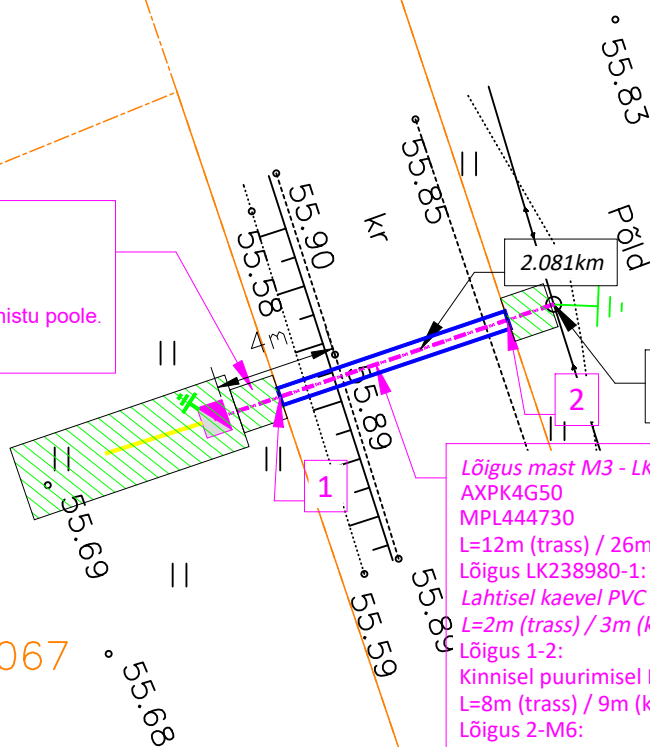 55.83
55.85
55.90
kr
Põld
55.58
2.081km
nistu poole.
4m
55.89
2
1
Lõigus mast M3 - LK
AXPK4G50
MPL444730
L=12m (trass) / 26m
Lõigus LK238980-1:
Lahtisel kaevel PVC
L=2m (trass) / 3m (k
Lõigus 1-2:
Kinnisel puurimisel
L=8m (trass) / 9m (k
Lõigus 2-M6:
55.69
55.89
55.59
067
55.68